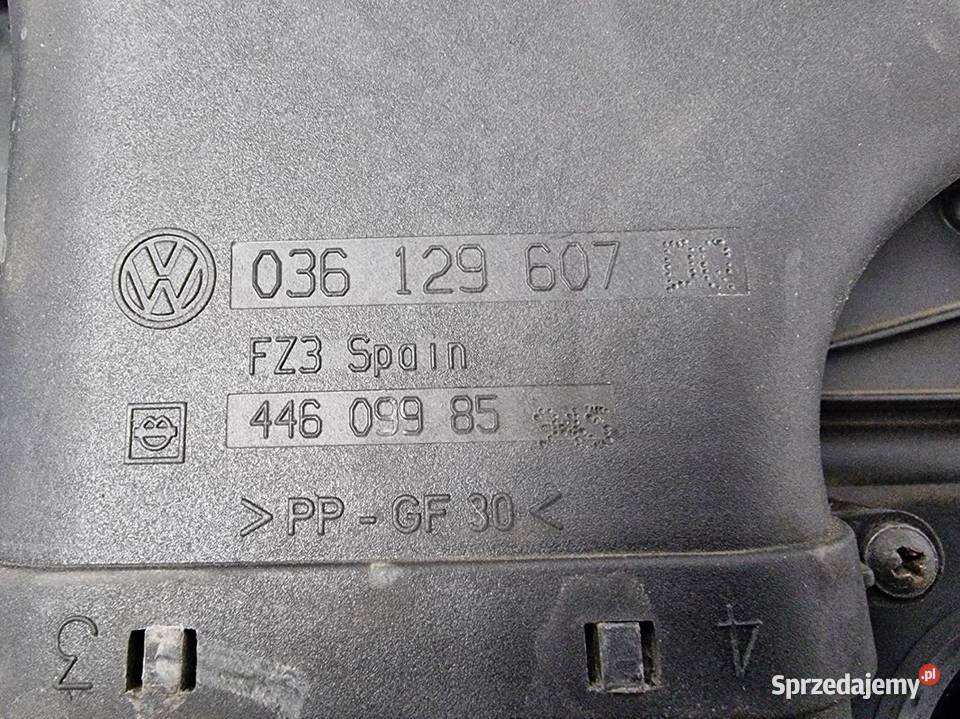 036 129 607
FZ3 Spain
446 099 85
>PP-GF 30<
3
4
Sprzedajemy.pl